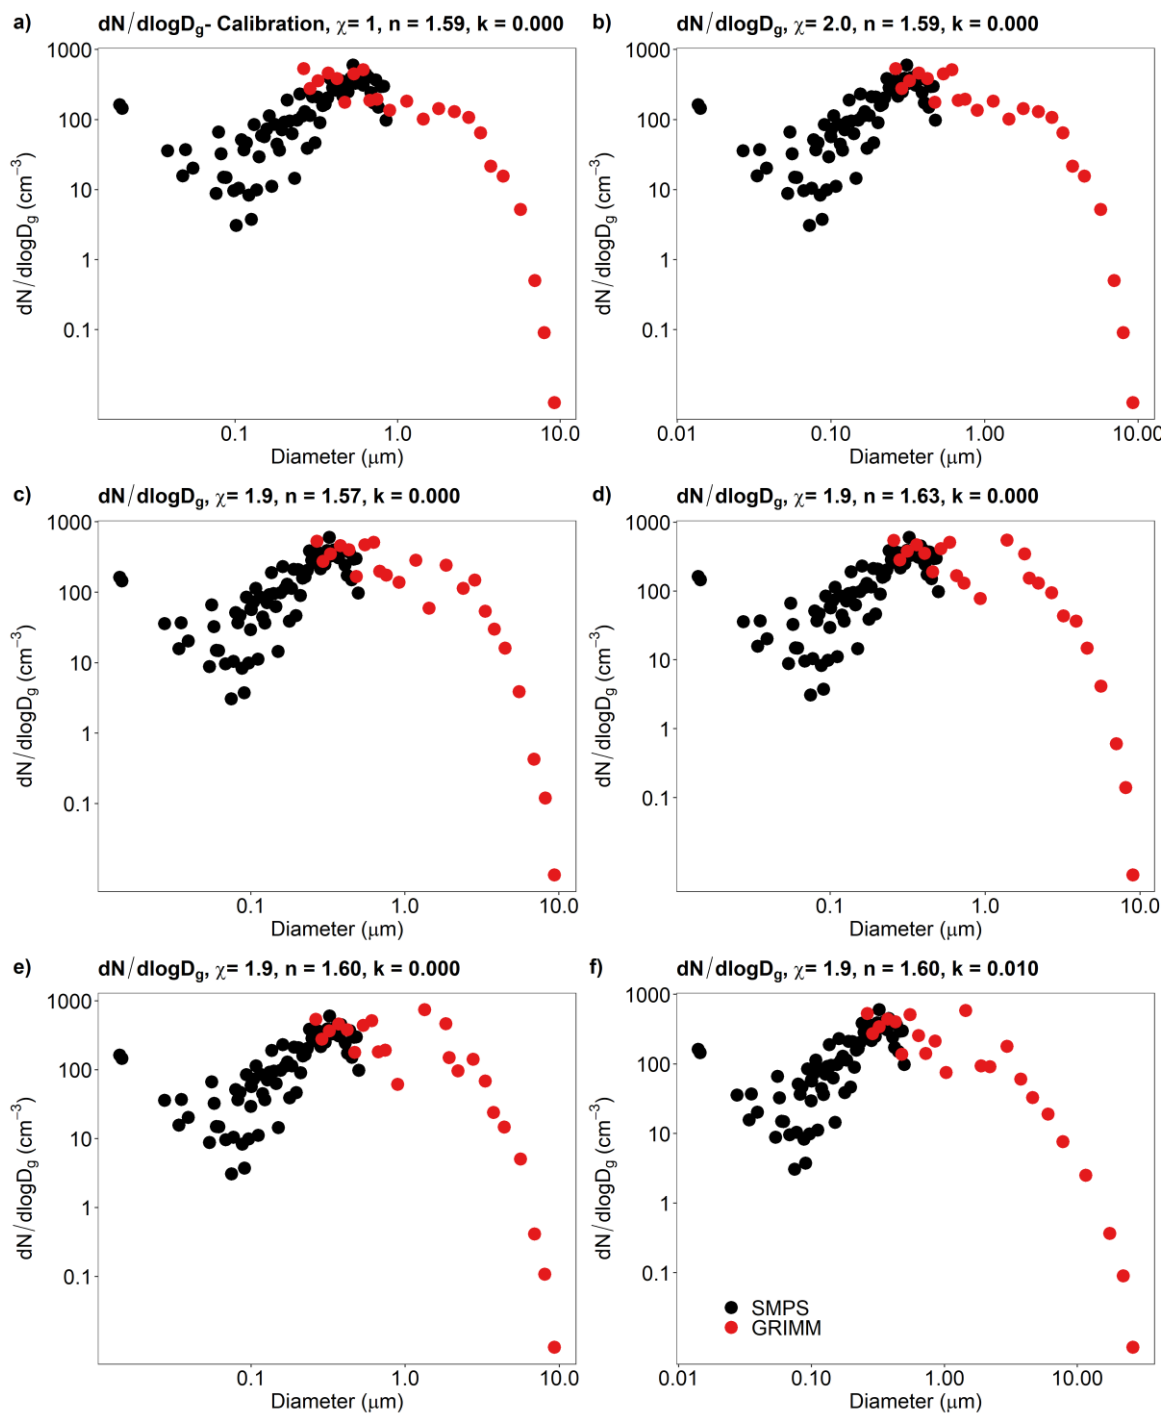 a) dN/dlogDg- Calibration, χ= 1, n = 1.59, k = 0.000
dN/dlogDg (cm−3)
1000
100
10
1
0.1
0.1 1.0 10.0
Diameter (μm)
b) dN/dlogDg, χ= 2.0, n = 1.59, k = 0.000
dN/dlogDg (cm−3)
1000
100
10
1
0.1
0.01 0.10 1.00 10.00
Diameter (μm)
c) dN/dlogDg, χ= 1.9, n = 1.57, k = 0.000
dN/dlogDg (cm−3)
1000
100
10
1
0.1
0.1 1.0 10.0
Diameter (μm)
d) dN/dlogDg, χ= 1.9, n = 1.63, k = 0.000
dN/dlogDg (cm−3)
1000
100
10
1
0.1
0.1 1.0 10.0
Diameter (μm)
e) dN/dlogDg, χ= 1.9, n = 1.60, k = 0.000
dN/dlogDg (cm−3)
1000
100
10
1
0.1
0.1 1.0 10.0
Diameter (μm)
f) dN/dlogDg, χ= 1.9, n = 1.60, k = 0.010
dN/dlogDg (cm−3)
1000
100
10
1
0.1
SMPS
GRIMM
0.01 0.10 1.00 10.00
Diameter (μm)